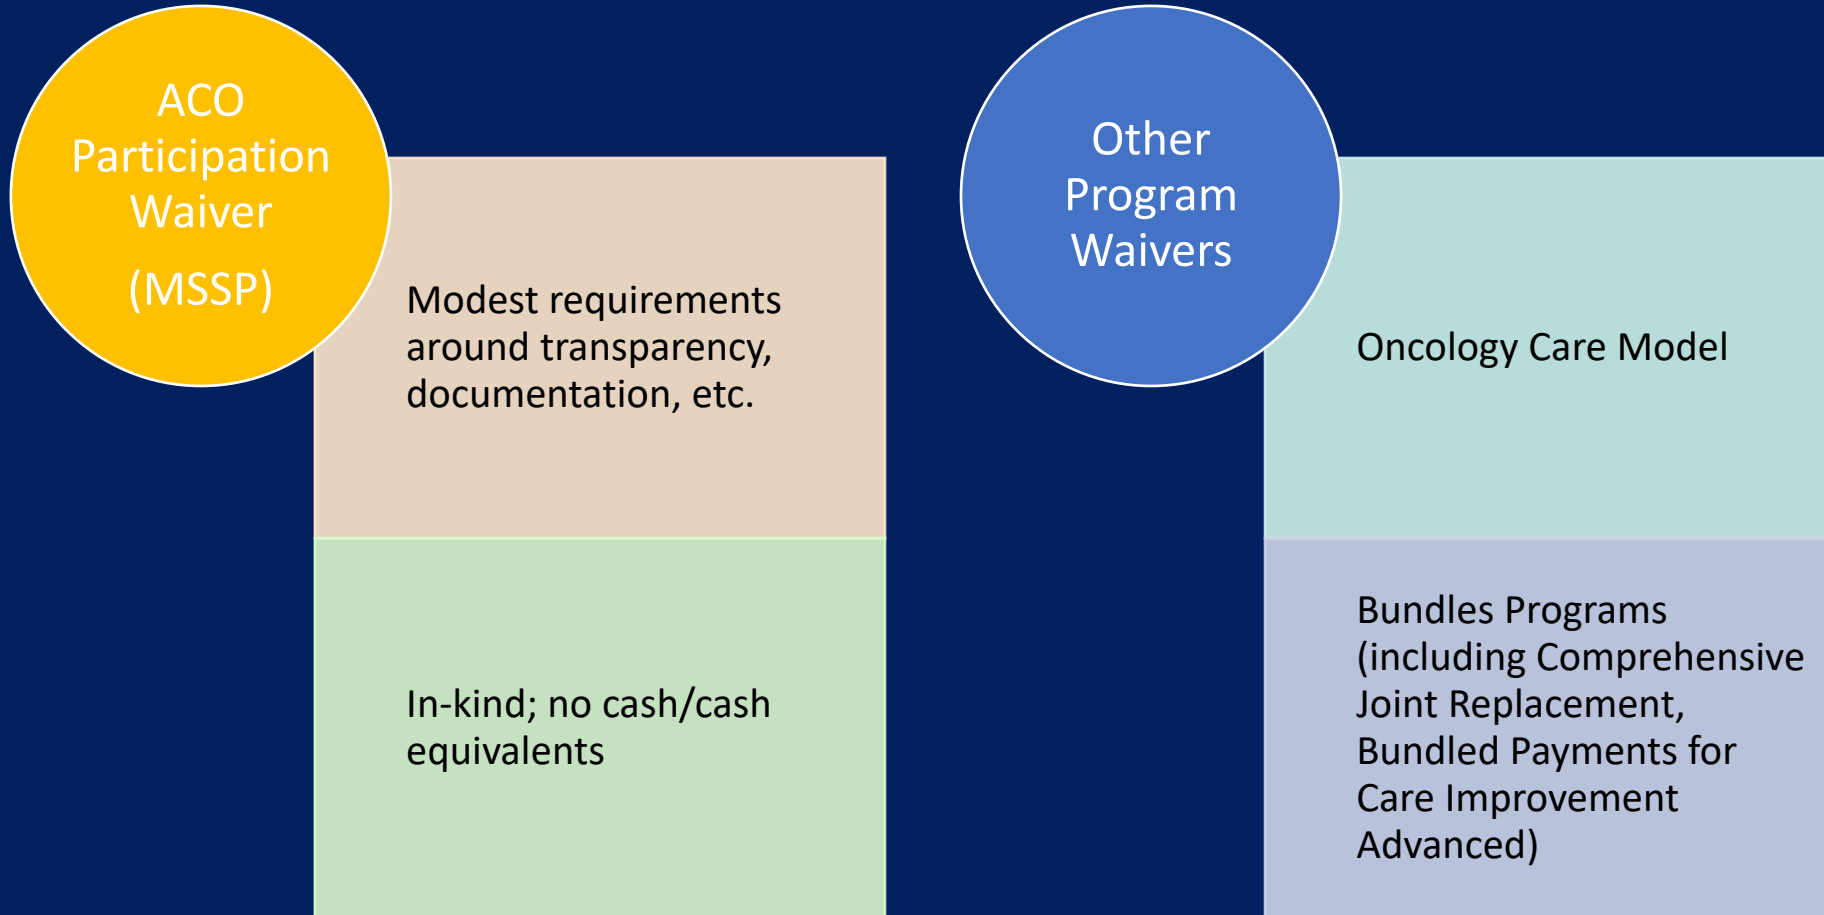 ACO
Participation
Waiver
(MSSP)
Modest requirements
around transparency,
documentation, etc.
In-kind; no cash/cash
equivalents
Other
Program
Waivers
Oncology Care Model
Bundles Programs
(including Comprehensive
Joint Replacement,
Bundled Payments for
Care Improvement
Advanced)